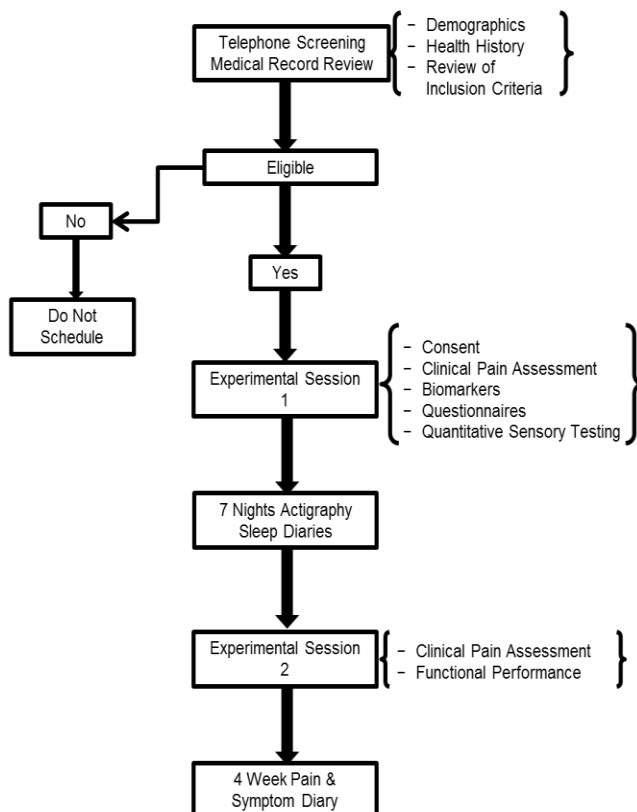 Telephone Screening
Medical Record Review
- Demographics
- Health History
- Review of
Inclusion Criteria
Eligible
No
Yes
Do Not
Schedule
Experimental Session
1
- Consent
- Clinical Pain Assessment
- Biomarkers
- Questionnaires
- Quantitative Sensory Testing
7 Nights Actigraphy
Sleep Diaries
Experimental Session
2
- Clinical Pain Assessment
- Functional Performance
4 Week Pain &
Symptom Diary